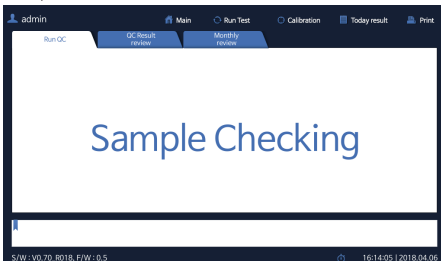 admin
Main
Run Test
Calibration
Today result
Print
Run QC
QC Result
review
Monthly
review
Sample Checking
S/W : V0.70_R018, F/W : 0.5
16:14:05 | 2018.04.06